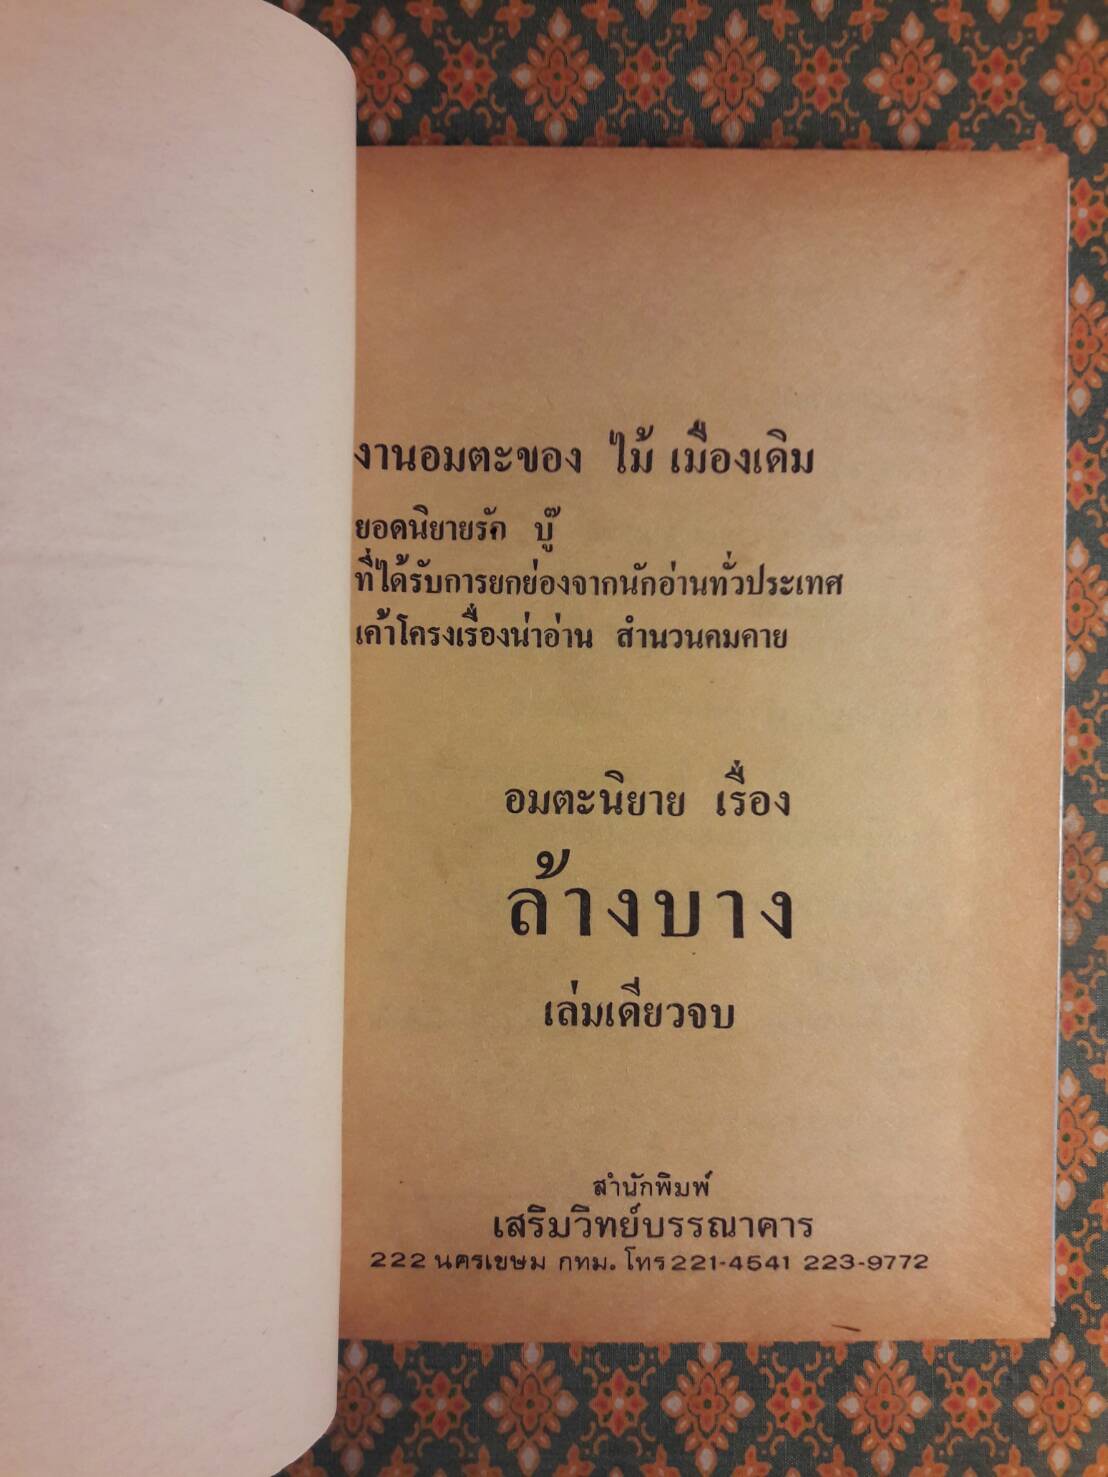 งานอมตะของ ไม้ เมืองเดิม
ยอดนิยายรัก บู๊
ที่ได้รับการยกย่องจากนักอ่านทั่วประเทศ
เค้าโครงเรื่องน่าอ่าน สำนวนคมคาย
อมตะนิยาย เรื่อง
ล้างบาง
เล่มเดียวจบ
สำนักพิมพ์
เสริมวิทย์บรรณาคาร
222 นครเขษม กทม. โทร 221-4541 223-9772